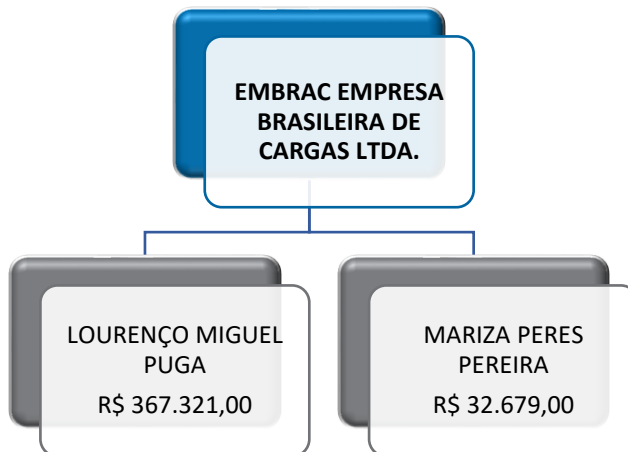 EMBRAC EMPRESA
BRASILEIRA DE
CARGAS LTDA.
LOURENÇO MIGUEL
PUGA
R$ 367.321,00
MARIZA PERES
PEREIRA
R$ 32.679,00